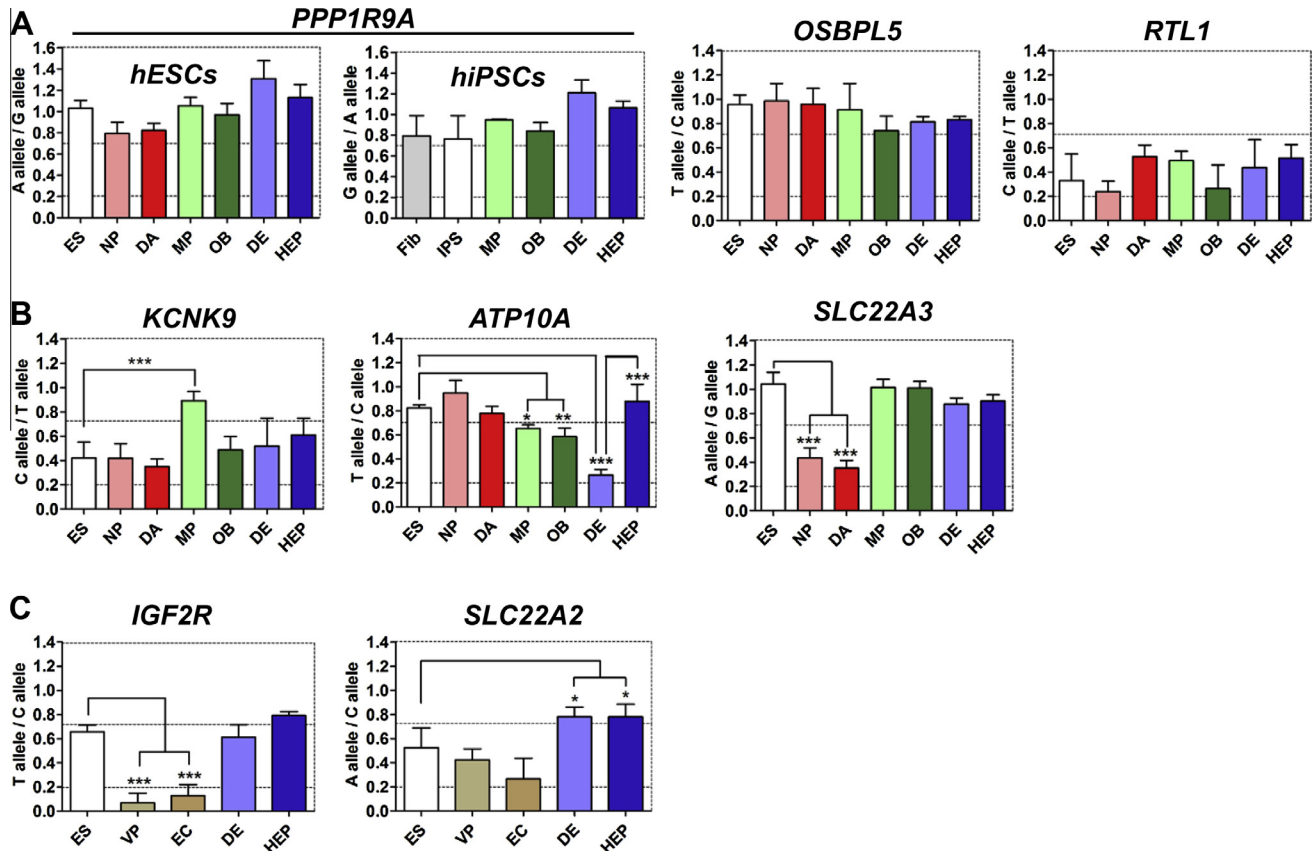 A
PPP1R9A
hESCs
A allele / G allele
1.6
1.4
1.2
1.0
0.8
0.6
0.4
0.2
0.0
ES NP DA MP OB DE HEP
hiPSCs
G allele / A allele
1.6
1.4
1.2
1.0
0.8
0.6
0.4
0.2
0.0
Fib IPS MP OB DE HEP
OSBPL5
T allele / C allele
1.4
1.2
1.0
0.8
0.6
0.4
0.2
0.0
ES NP DA MP OB DE HEP
RTL1
C allele / T allele
1.4
1.2
1.0
0.8
0.6
0.4
0.2
0.0
ES NP DA MP OB DE HEP
B
KCNK9
C allele / T allele
1.4
1.2
1.0
0.8
0.6
0.4
0.2
0.0
***
ES NP DA MP OB DE HEP
ATP10A
T allele / C allele
1.4
1.2
1.0
0.8
0.6
0.4
0.2
0.0
* ** *** ***
ES NP DA MP OB DE HEP
SLC22A3
A allele / G allele
1.4
1.2
1.0
0.8
0.6
0.4
0.2
0.0
*** ***
ES NP DA MP OB DE HEP
C
IGF2R
T allele / C allele
1.4
1.2
1.0
0.8
0.6
0.4
0.2
0.0
*** ***
ES VP EC DE HEP
SLC22A2
A allele / C allele
1.4
1.2
1.0
0.8
0.6
0.4
0.2
0.0
* *
ES VP EC DE HEP